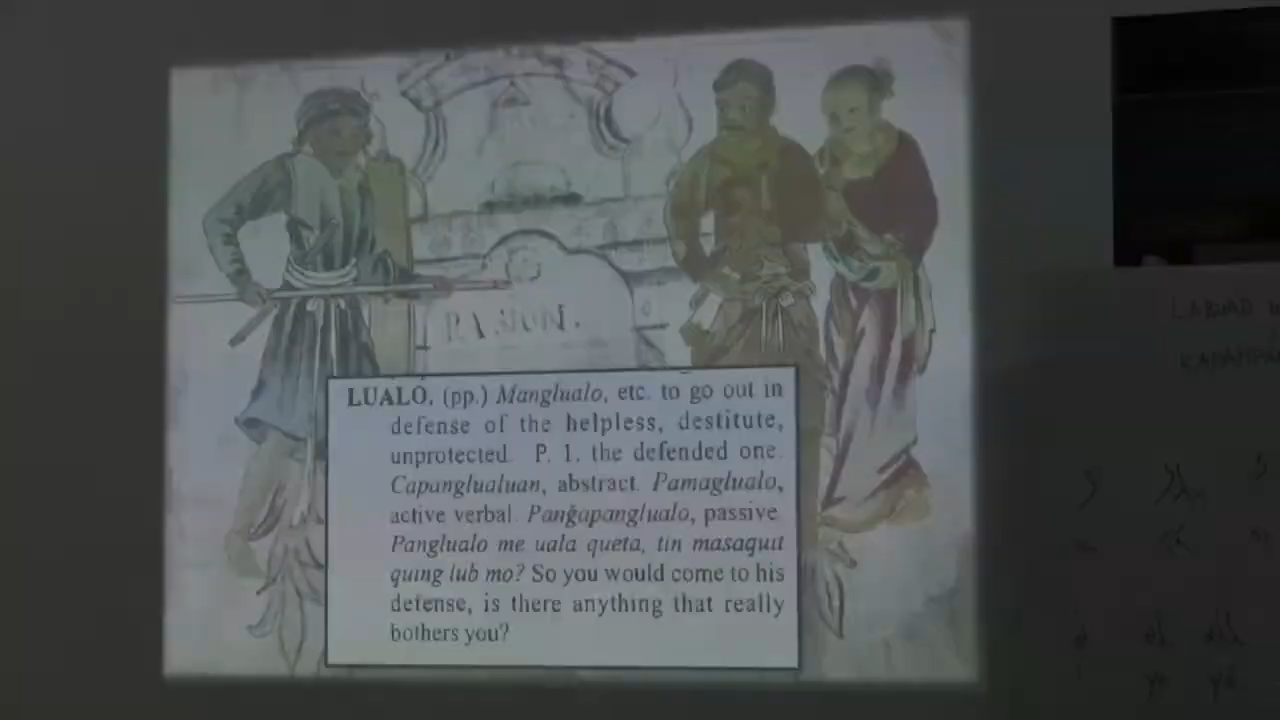 LUALO, (pp.) Manglualo, etc. to go out in
defense of the helpless, destitute,
unprotected. P. 1. the defended one.
Capanglualuan, abstract. Pamaglualo,
active verbal. Panḡapanglualo, passive.
Panglualo me uala queta, tin masaquit
quing lub mo? So you would come to his
defense, is there anything that really
bothers you?